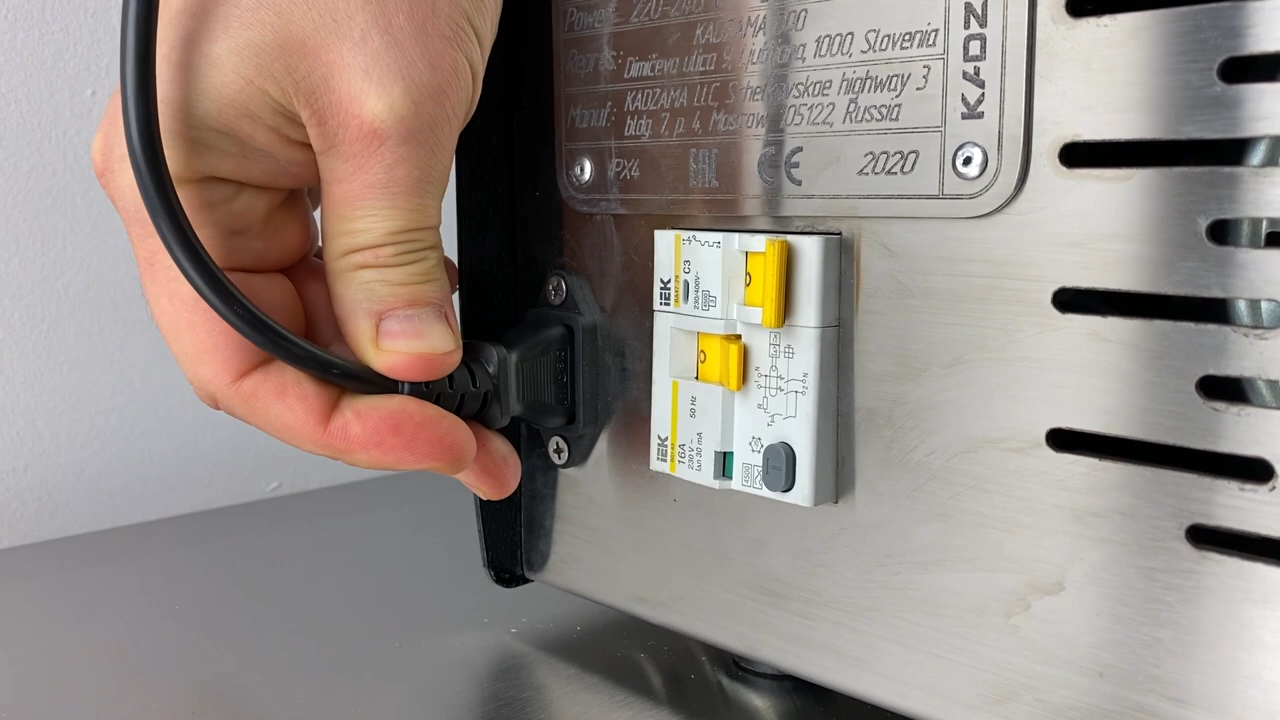 Power: 220-240
KADZAMA
Repres: Dimičeva ulica 9, Ljubljana, 1000, Slovenia
Manuf: KADZAMA LLC, Schelkovskoe highway 3
bldg. 7, p. 4, Moscow, 105122, Russia
IPX4 EAC CE 2020
KADZ
IEK
C3
230/400V~
4500
3
O
O
N
N
IEK
16A
50 Hz
230 V ~
IΔn 30 mA
4500